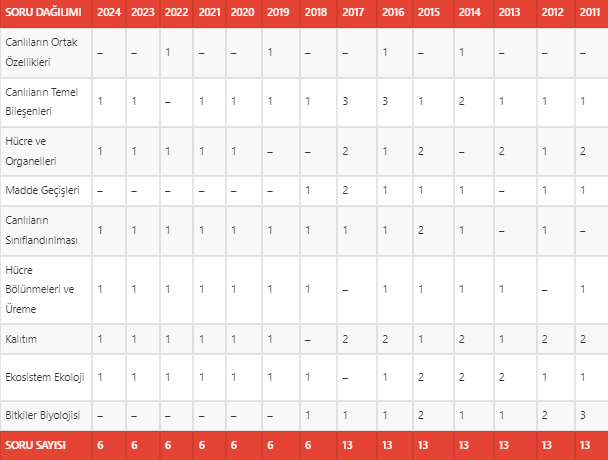 SORU DAĞILIMI 2024 2023 2022 2021 2020 2019 2018 2017 2016 2015 2014 2013 2012 2011
Canlıların Ortak
Özellikleri – – 1 – – 1 – – 1 – 1 – – –
Canlıların Temel
Bileşenleri 1 1 – 1 1 1 1 3 3 1 2 1 1 1
Hücre ve
Organelleri 1 1 1 1 1 – – 2 1 2 – 2 1 2
Madde Geçişleri – – – – – – 1 2 1 1 1 – 1 1
Canlıların
Sınıflandırılması 1 1 1 1 1 1 1 1 1 2 1 – 1 –
Hücre
Bölünmeleri ve
Üreme 1 1 1 1 1 1 1 – 1 1 1 1 – 1
Kalıtım 1 1 1 1 1 1 – 2 2 1 2 1 2 2
Ekosistem Ekoloji 1 1 1 1 1 1 1 – 1 2 2 2 1 1
Bitkiler Biyolojisi – – – – – – 1 1 1 2 1 1 2 3
SORU SAYISI 6 6 6 6 6 6 6 13 13 13 13 13 13 13